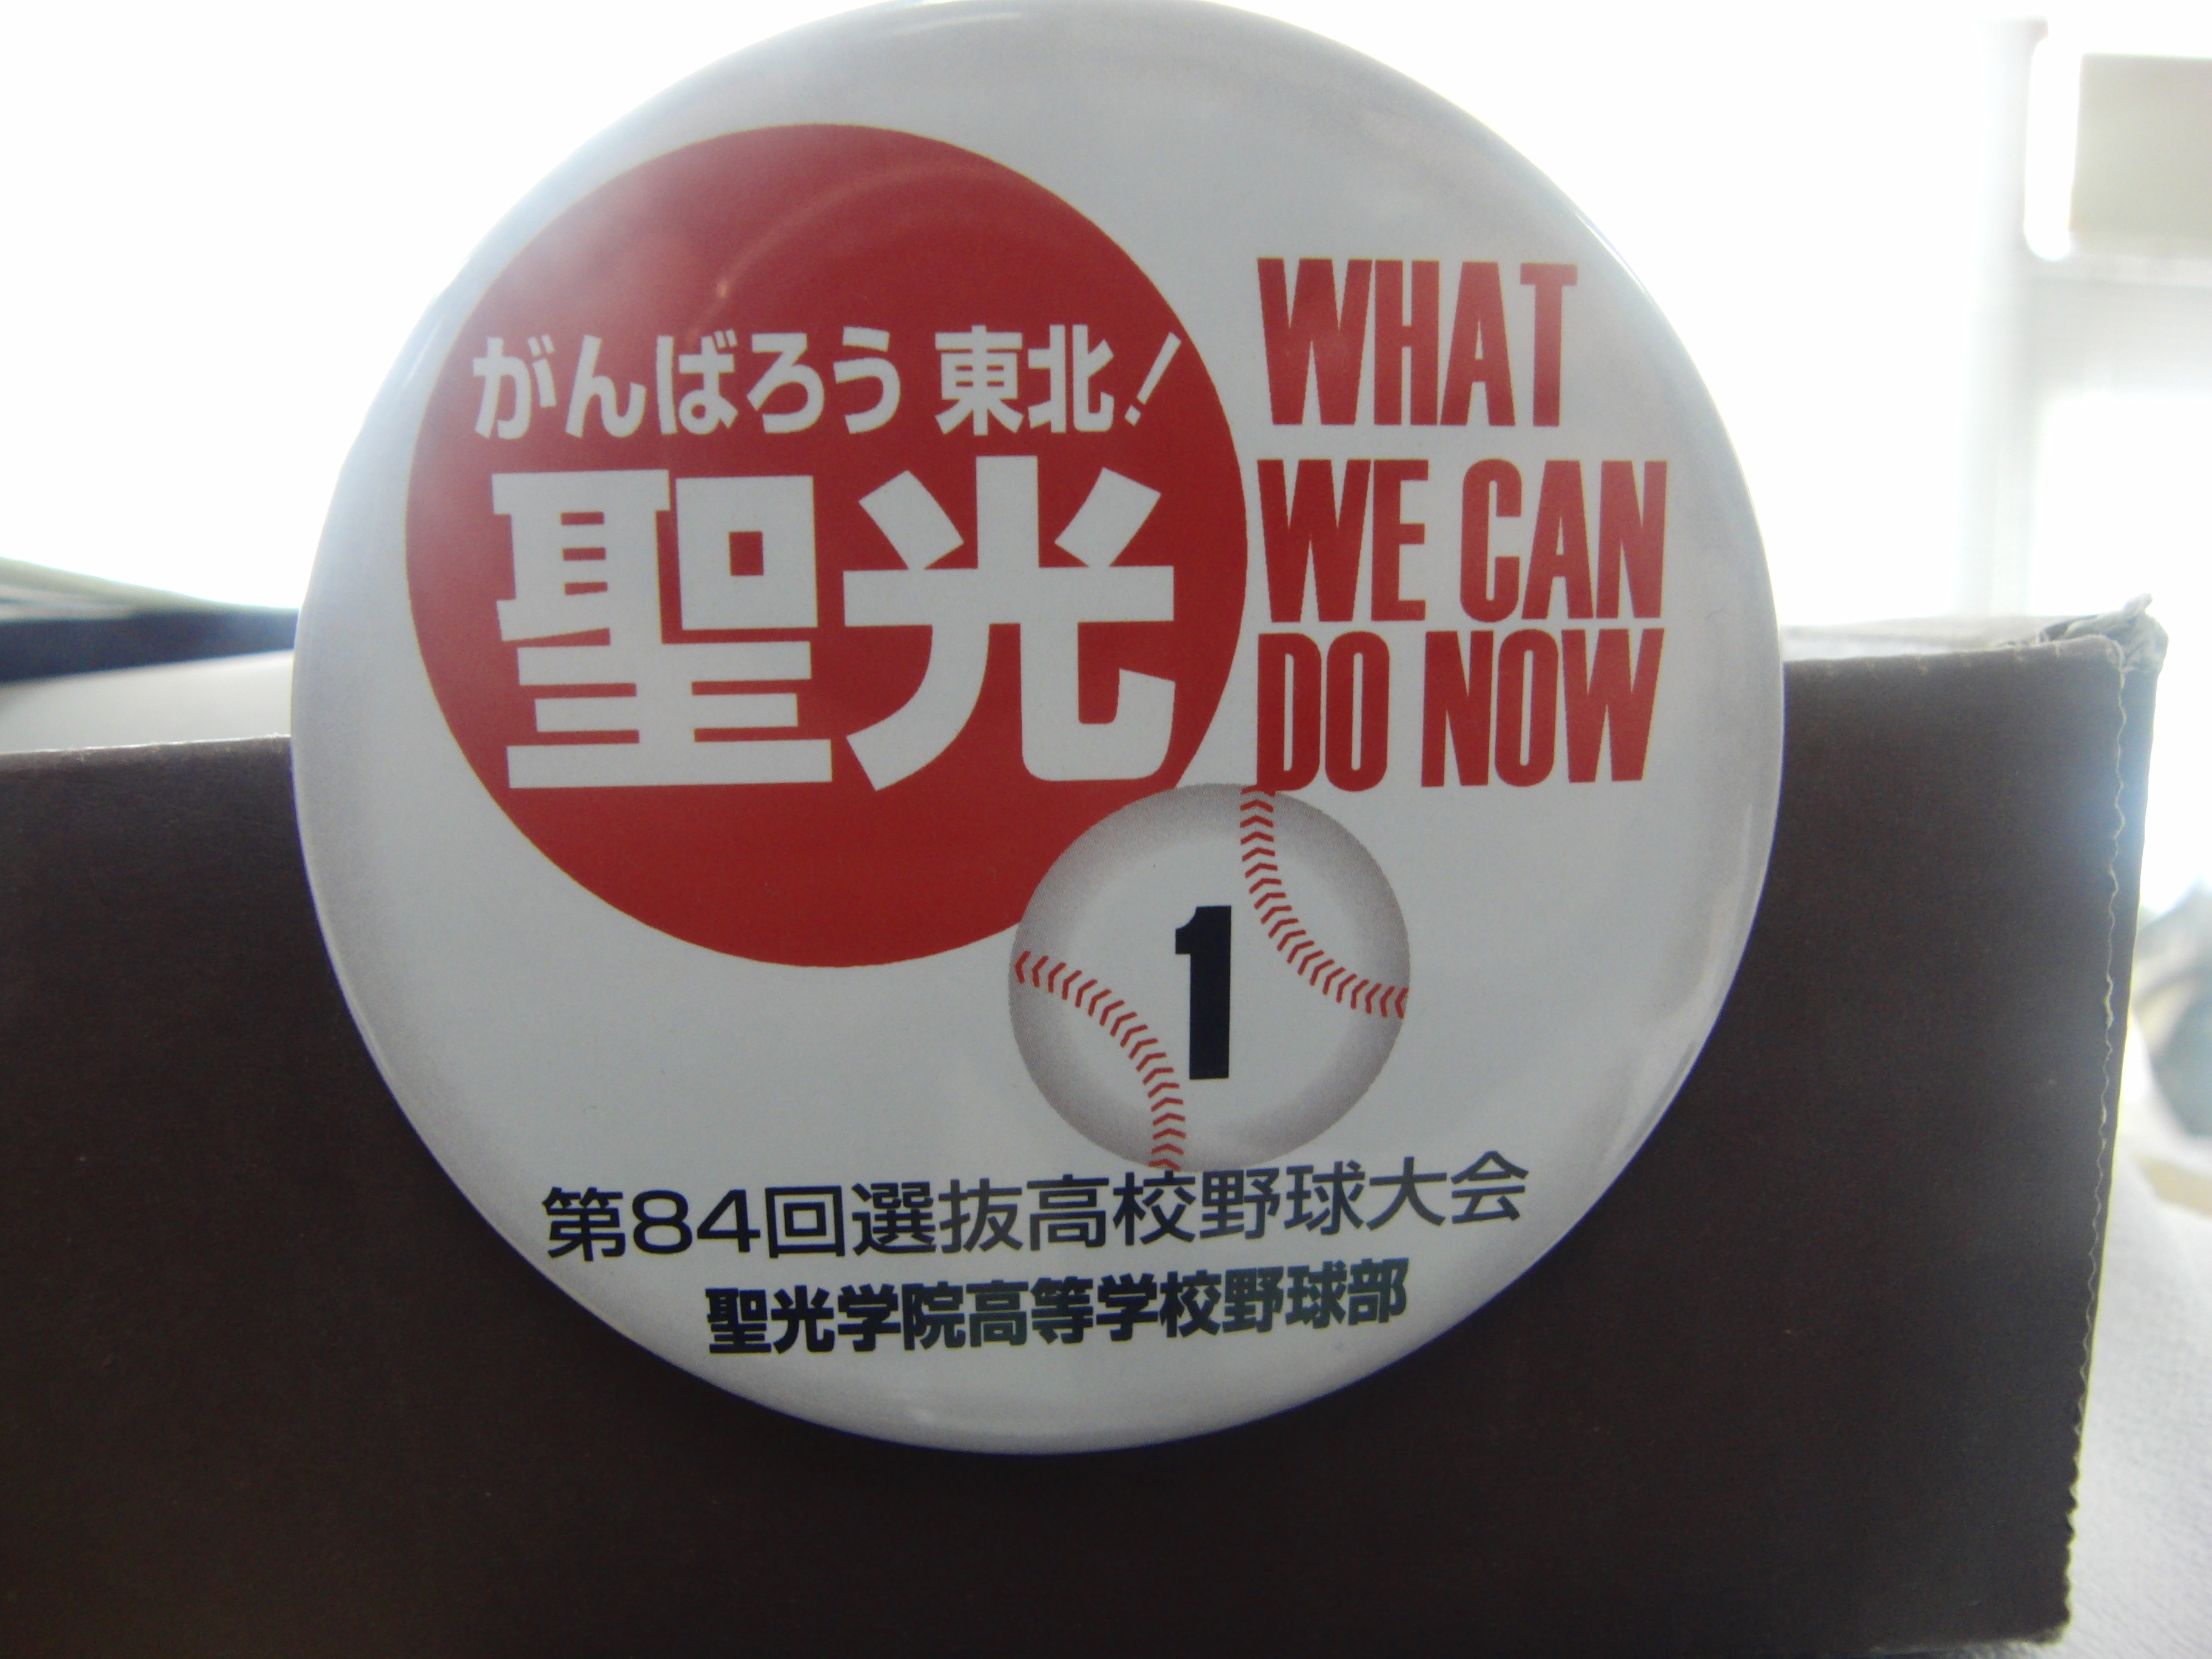 がんばろう 東北!
聖光
WHAT
WE CAN
DO NOW
1
第84回選抜高校野球大会
聖光学院高等学校野球部